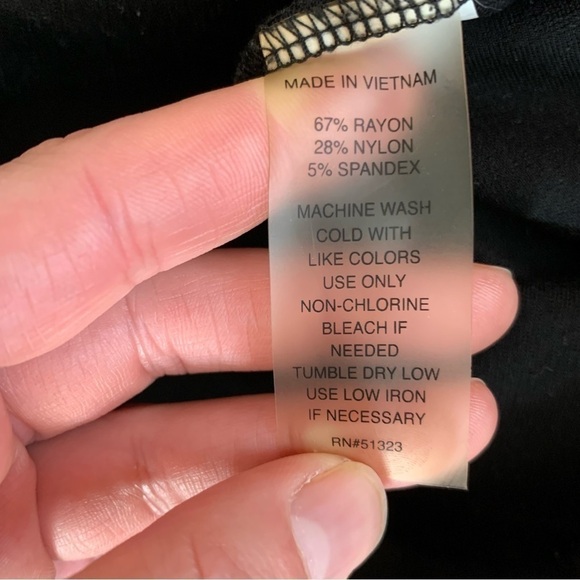 MADE IN VIETNAM
67% RAYON
28% NYLON
5% SPANDEX
MACHINE WASH
COLD WITH
LIKE COLORS
USE ONLY
NON-CHLORINE
BLEACH IF
NEEDED
TUMBLE DRY LOW
USE LOW IRON
IF NECESSARY
RN#51323